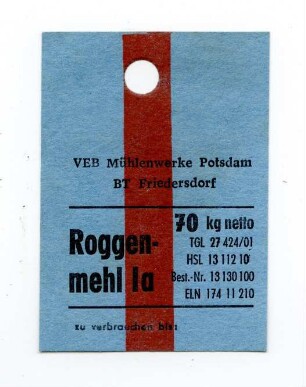 VEB Mühlenwerke Potsdam
BT Friedersdorf
Roggen-
mehl Ia
70 kg netto
TGL 27 424/01
HSL 13 112 10
Best.-Nr. 13 130 100
ELN 174 11 210
zu verbrauchen bis: